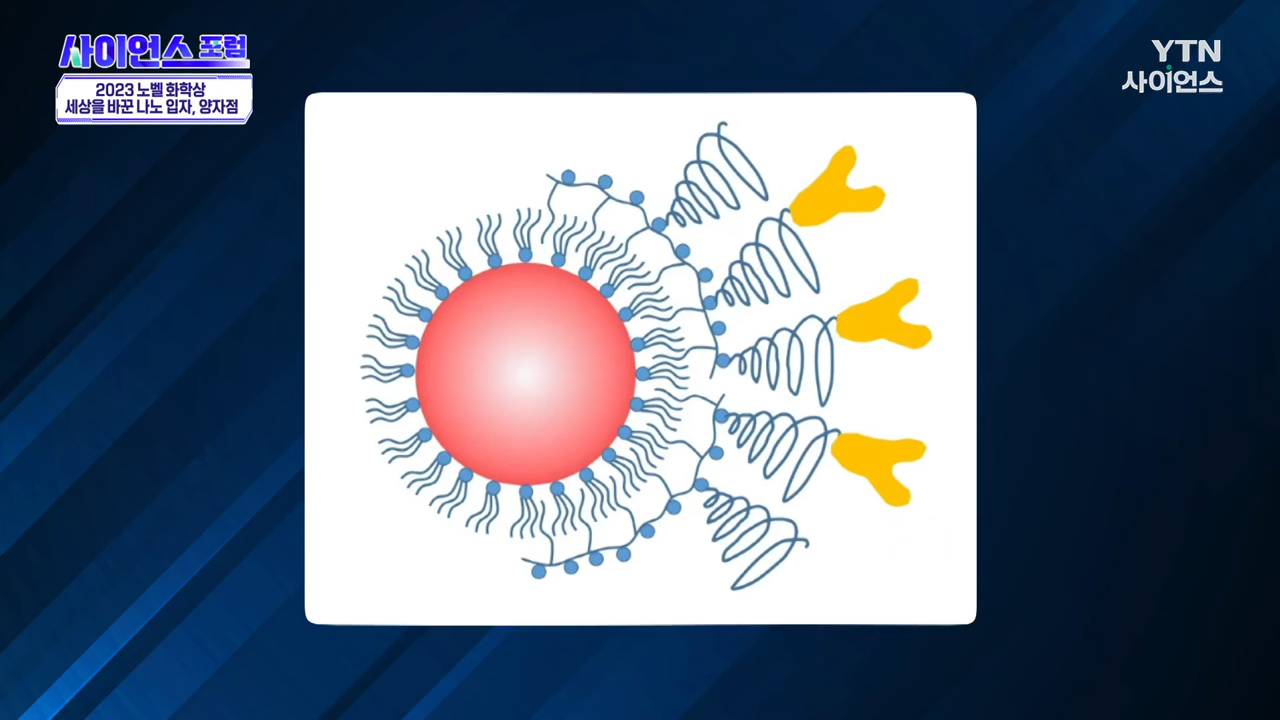 사이언스 포럼
2023 노벨 화학상
세상을 바꾼 나노 입자, 양자점
YTN
사이언스